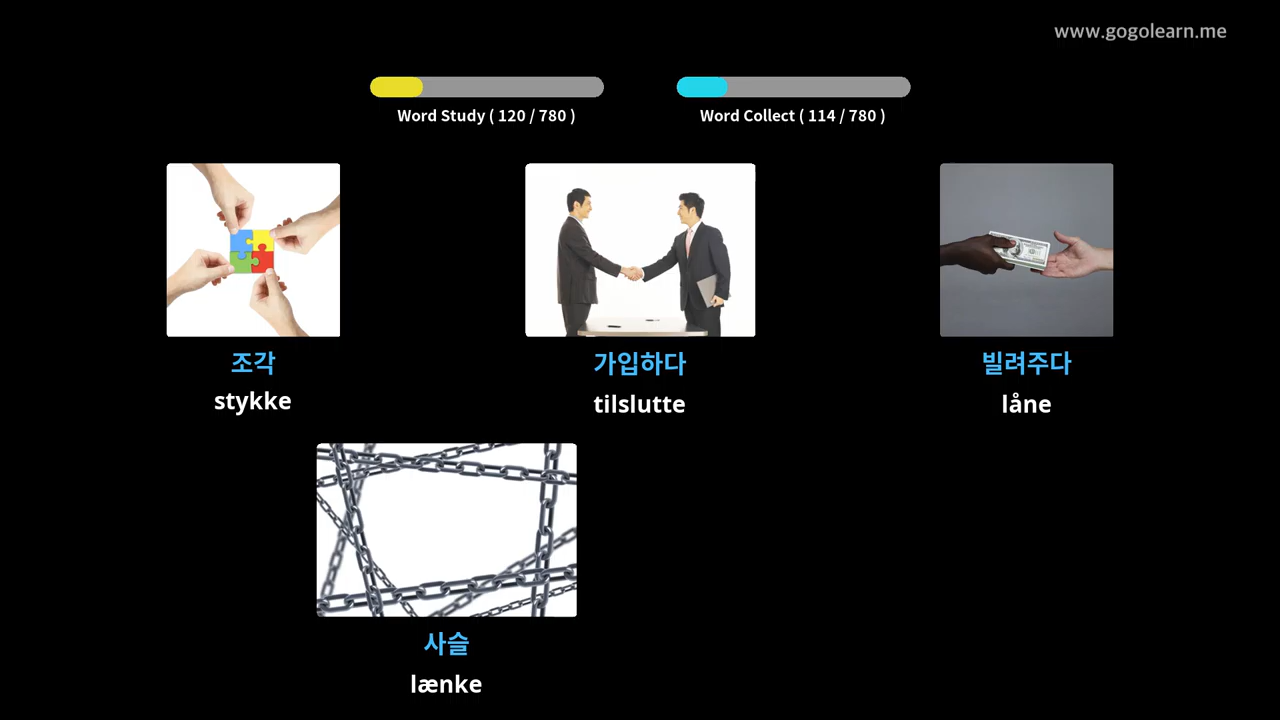 www.gogolearn.me
Word Study ( 120 / 780 )
Word Collect ( 114 / 780 )
조각
stykke
가입하다
tilslutte
빌려주다
låne
사슬
lænke